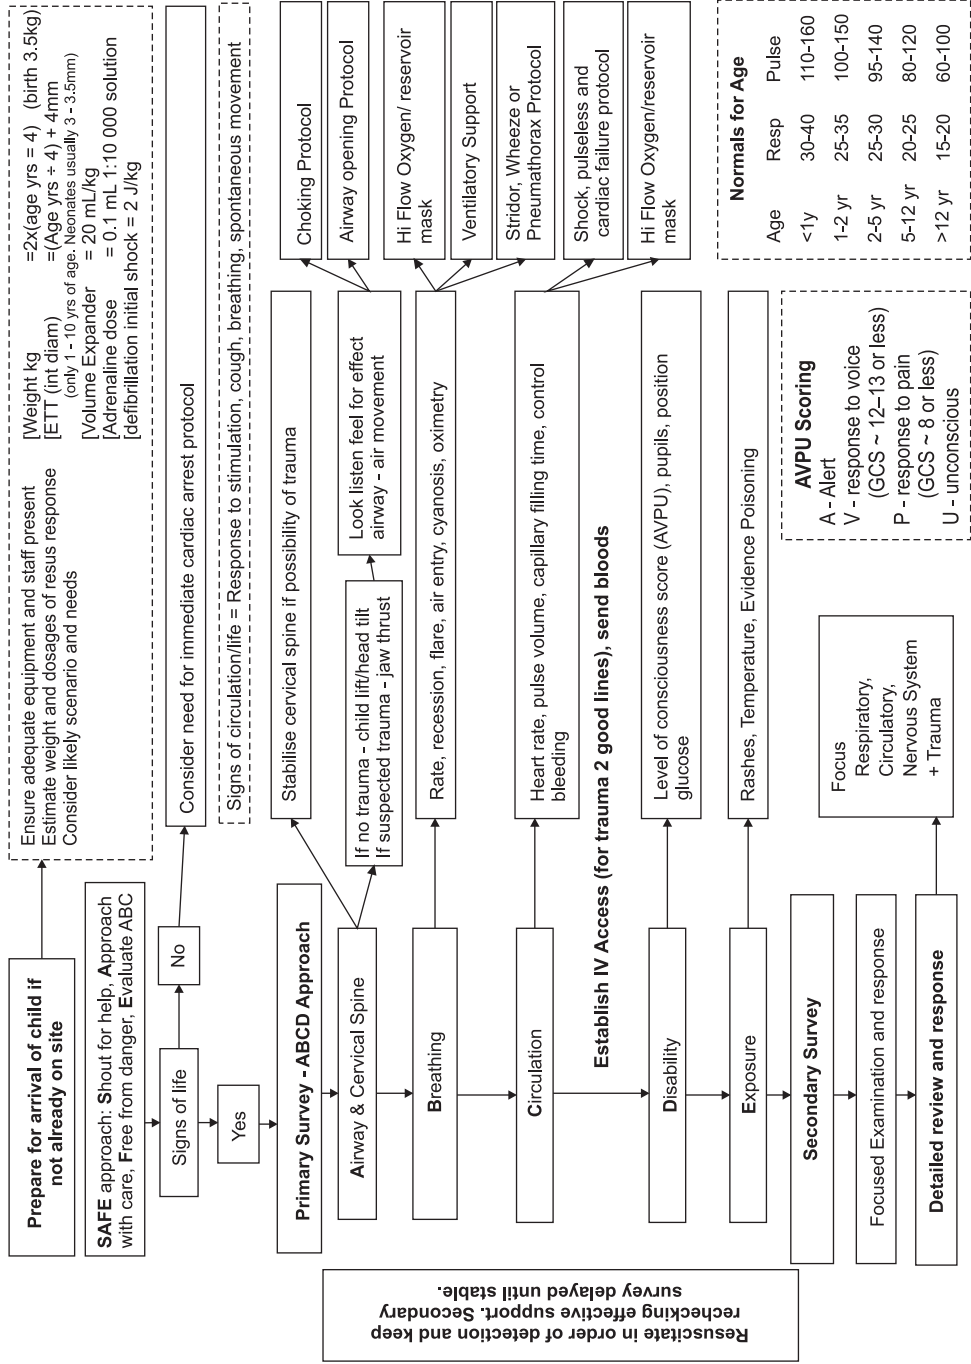 Prepare for arrival of child if
not already on site
Ensure adequate equipment and staff present
Estimate weight and dosages of resus response
Consider likely scenario and needs
[Weight kg =2x(age yrs = 4) (birth 3.5kg)
[ETT (int diam) =(Age yrs ÷ 4) + 4mm
(only 1 - 10 yrs of age. Neonates usually 3 - 3.5mm)
[Volume Expander = 20 mL/kg
[Adrenaline dose = 0.1 mL 1:10 000 solution
[defibrillation initial shock = 2 J/kg
SAFE approach: Shout for help, Approach
with care, Free from danger, Evaluate ABC
Signs of life
No
Consider need for immediate cardiac arrest protocol
Yes
Signs of circulation/life = Response to stimulation, cough, breathing, spontaneous movement
Primary Survey - ABCD Approach
Airway & Cervical Spine
Stabilise cervical spine if possibility of trauma
If no trauma - child lift/head tilt
If suspected trauma - jaw thrust
Look listen feel for effect
airway - air movement
Choking Protocol
Airway opening Protocol
Breathing
Rate, recession, flare, air entry, cyanosis, oximetry
Hi Flow Oxygen/ reservoir
mask
Ventilatory Support
Stridor, Wheeze or
Pneumathorax Protocol
Circulation
Heart rate, pulse volume, capillary filling time, control
bleeding
Shock, pulseless and
cardiac failure protocol
Hi Flow Oxygen/reservoir
mask
Establish IV Access (for trauma 2 good lines), send bloods
Disability
Level of consciousness score (AVPU), pupils, position
glucose
Exposure
Rashes, Temperature, Evidence Poisoning
Secondary Survey
Focused Examination and response
Detailed review and response
Focus
Respiratory,
Circulatory,
Nervous System
+ Trauma
AVPU Scoring
A - Alert
V - response to voice
(GCS ~ 12–13 or less)
P - response to pain
(GCS ~ 8 or less)
U - unconscious
Normals for Age
Age Resp Pulse
<1y 30-40 110-160
1-2 yr 25-35 100-150
2-5 yr 25-30 95-140
5-12 yr 20-25 80-120
>12 yr 15-20 60-100
Resuscitate in order of detection and keep
rechecking effective support. Secondary
survey delayed until stable.